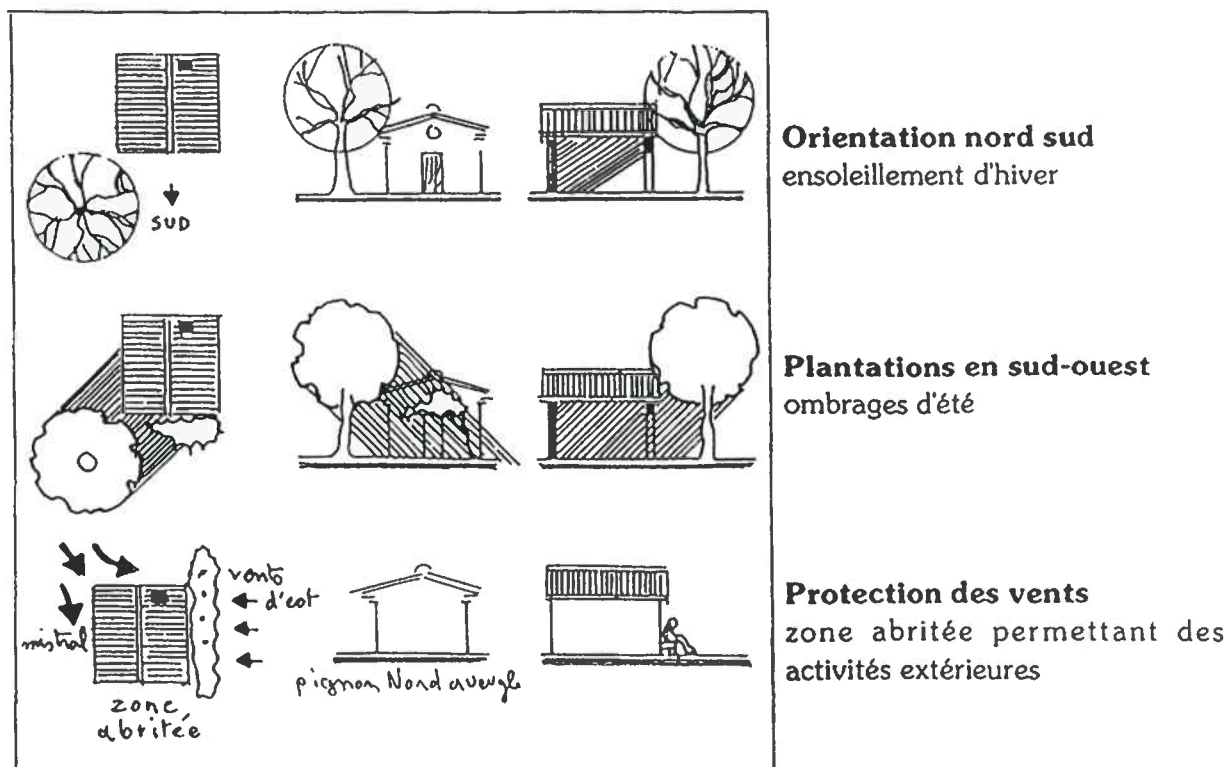 SUD
Orientation nord sud
ensoleillement d'hiver
Plantations en sud-ouest
ombrages d'été
mistral
vents
d'est
zone
abritée
pignon Nord aveugle
Protection des vents
zone abritée permettant des
activités extérieures